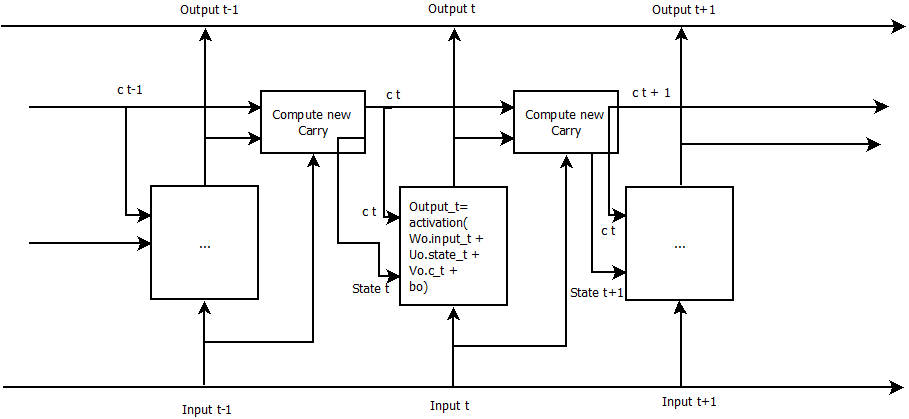 Output t-1
Output t
Output t+1
c t-1
c t
c t + 1
Compute new
Carry
Compute new
Carry
c t
c t
...
Output_t=
activation(
Wo.input_t +
Uo.state_t +
Vo.c_t +
bo)
...
State t
State t+1
Input t-1
Input t
Input t+1